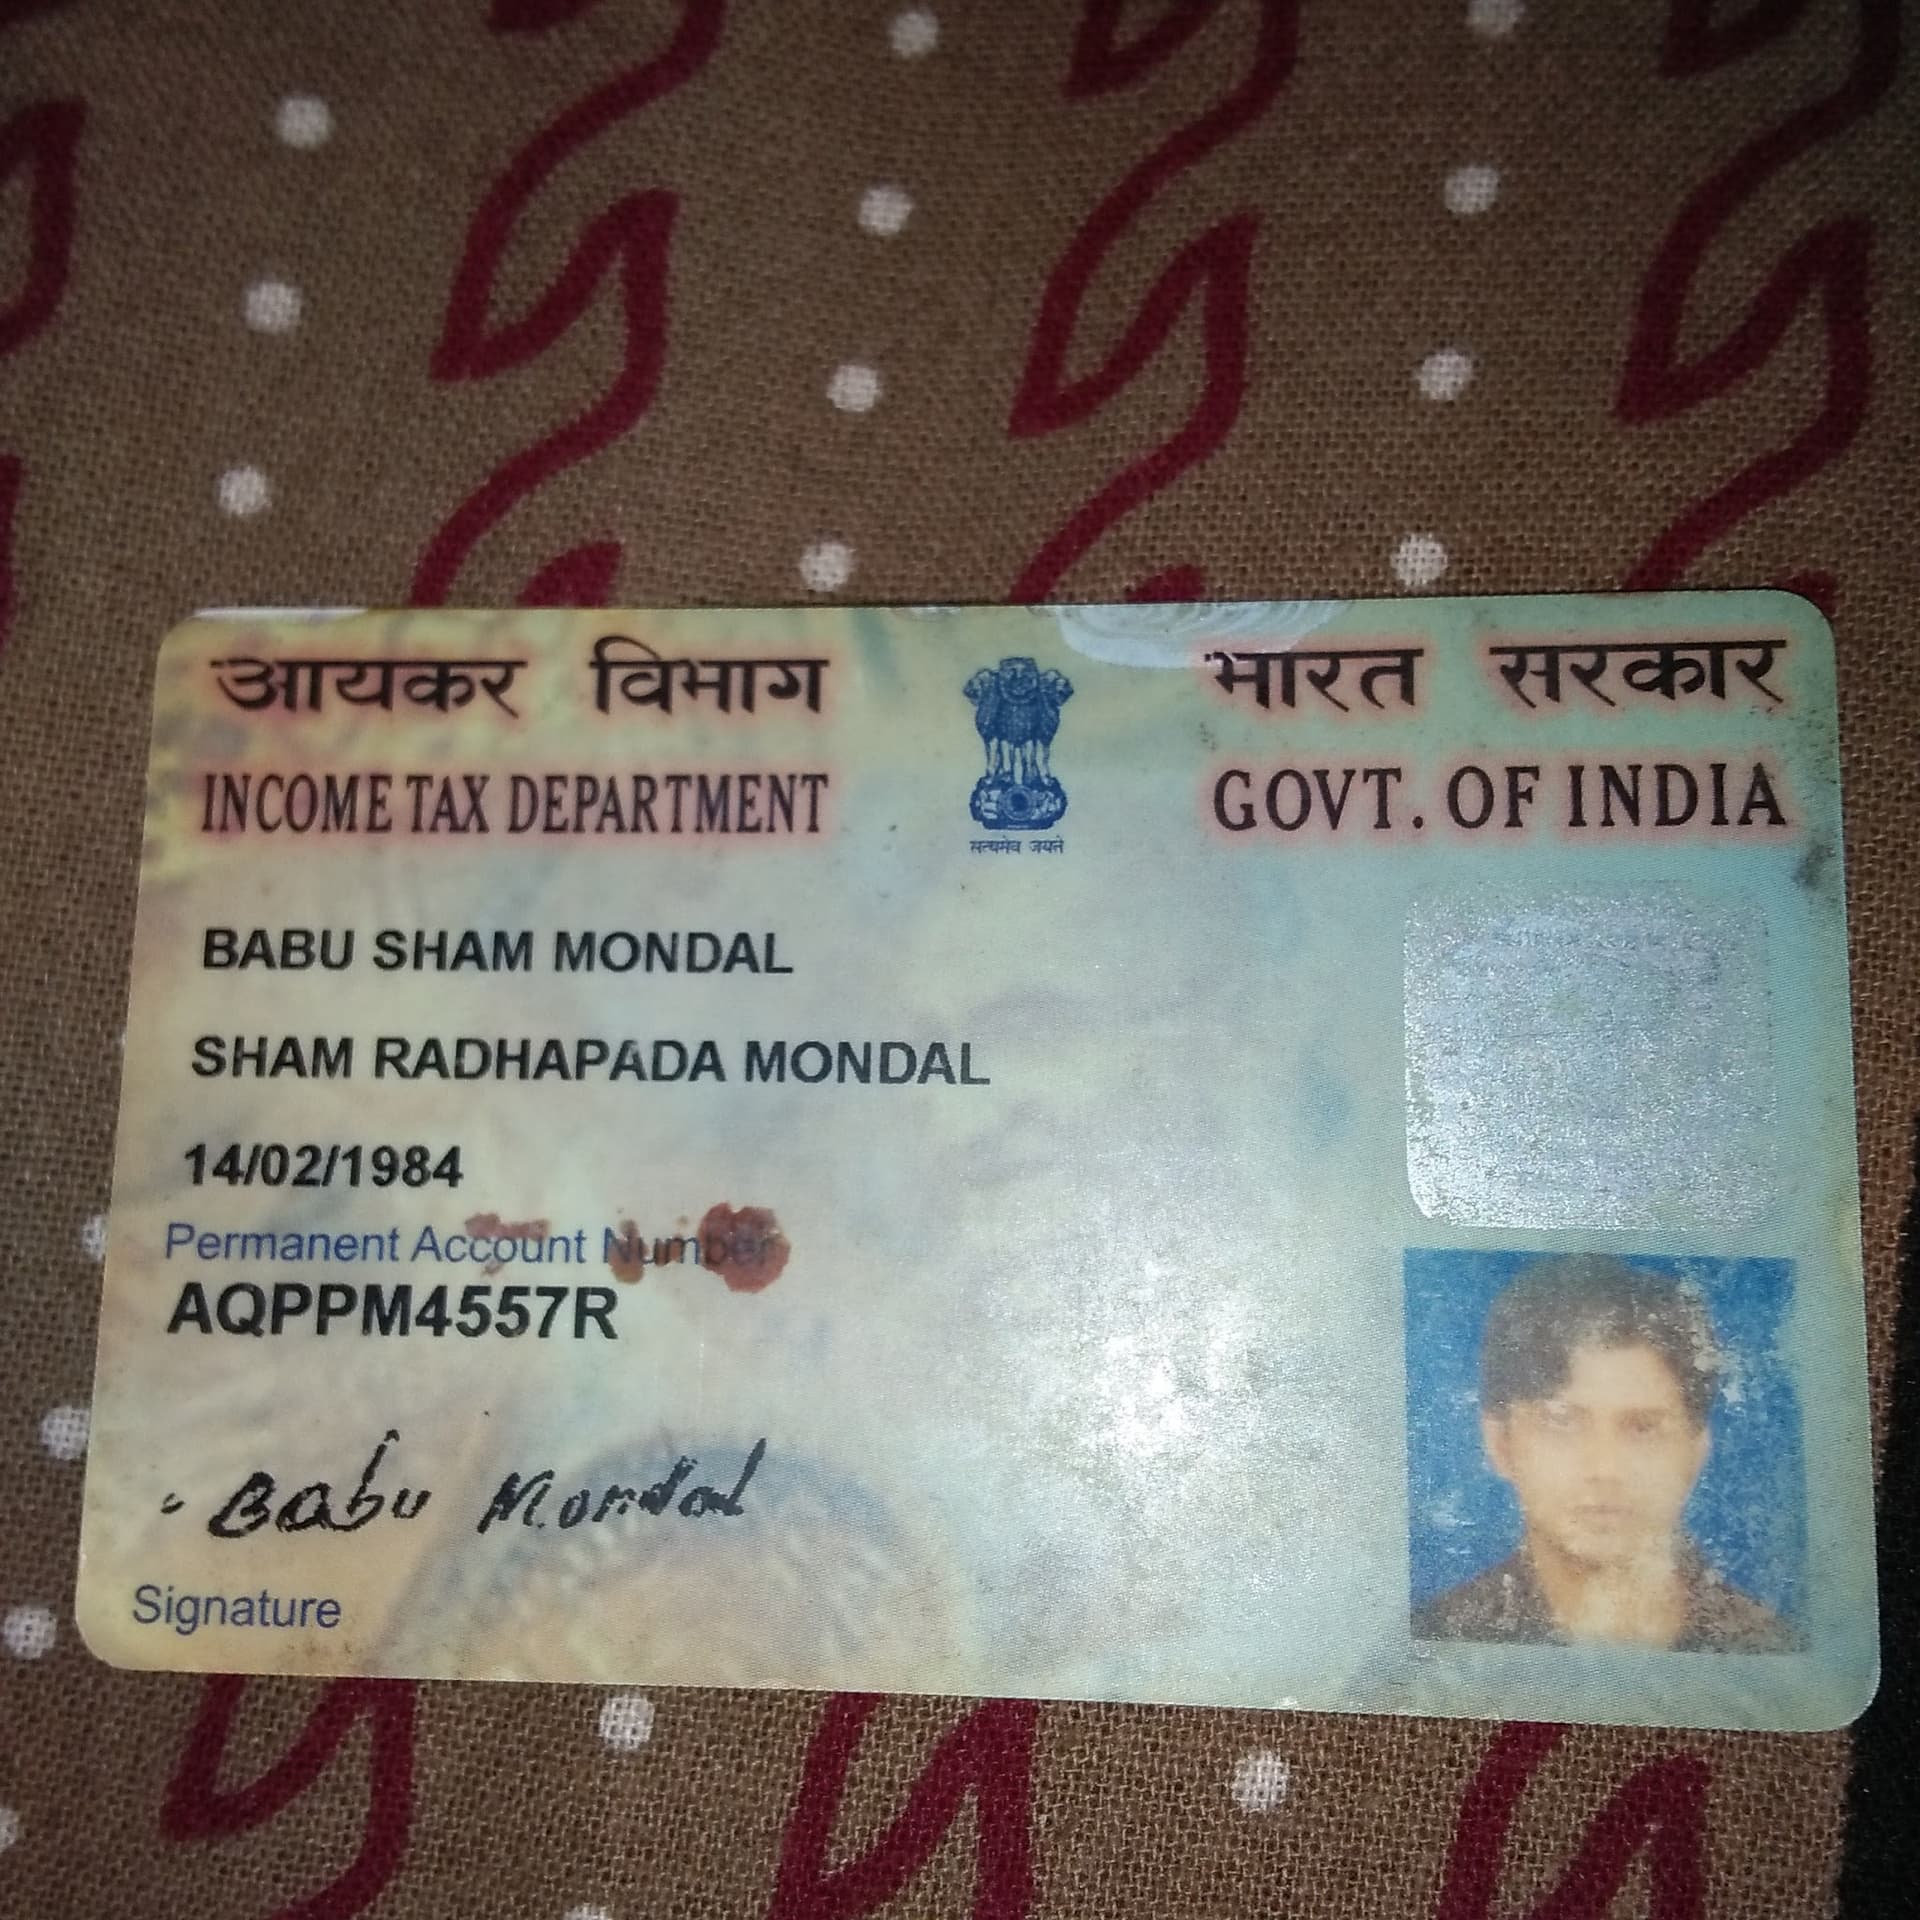 आयकर विभाग
INCOME TAX DEPARTMENT
सत्यमेव जयते
भारत सरकार
GOVT. OF INDIA
BABU SHAM MONDAL
SHAM RADHAPADA MONDAL
14/02/1984
Permanent Account Number
AQPPM4557R
Babu Mondal
Signature